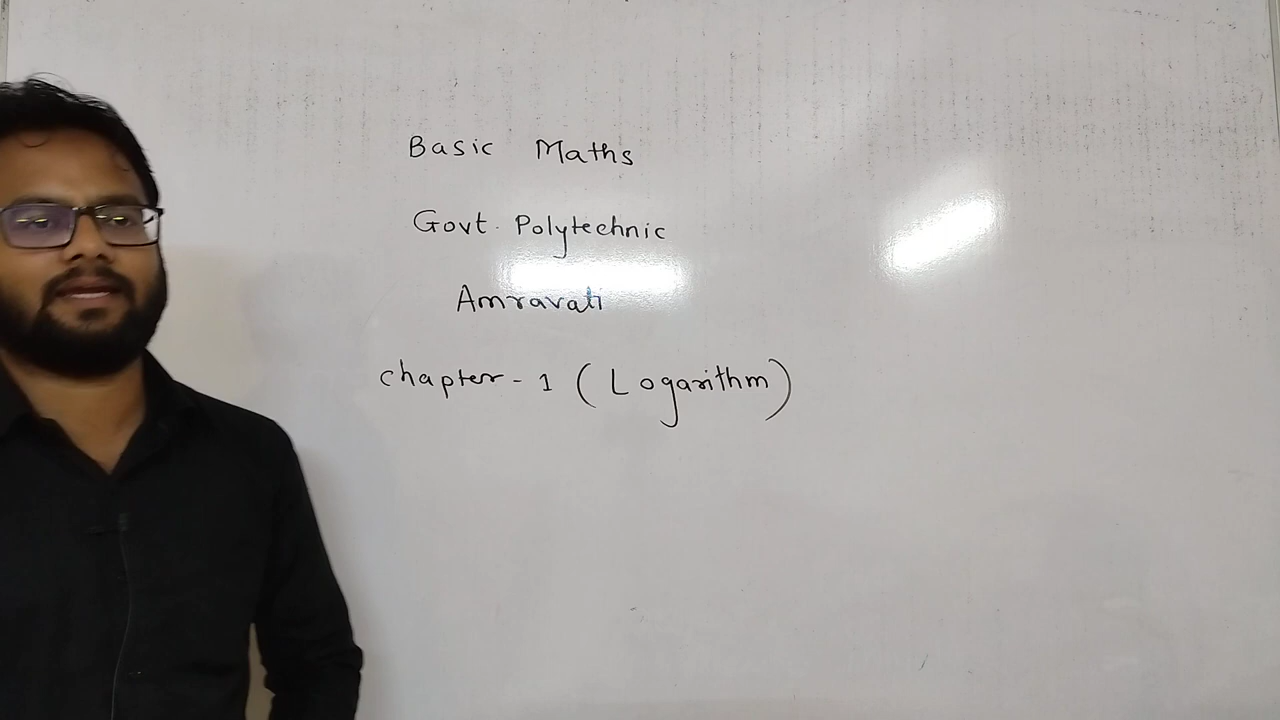 Basic Maths
Govt. Polytechnic
Amravati
chapter - 1 (Logarithm)